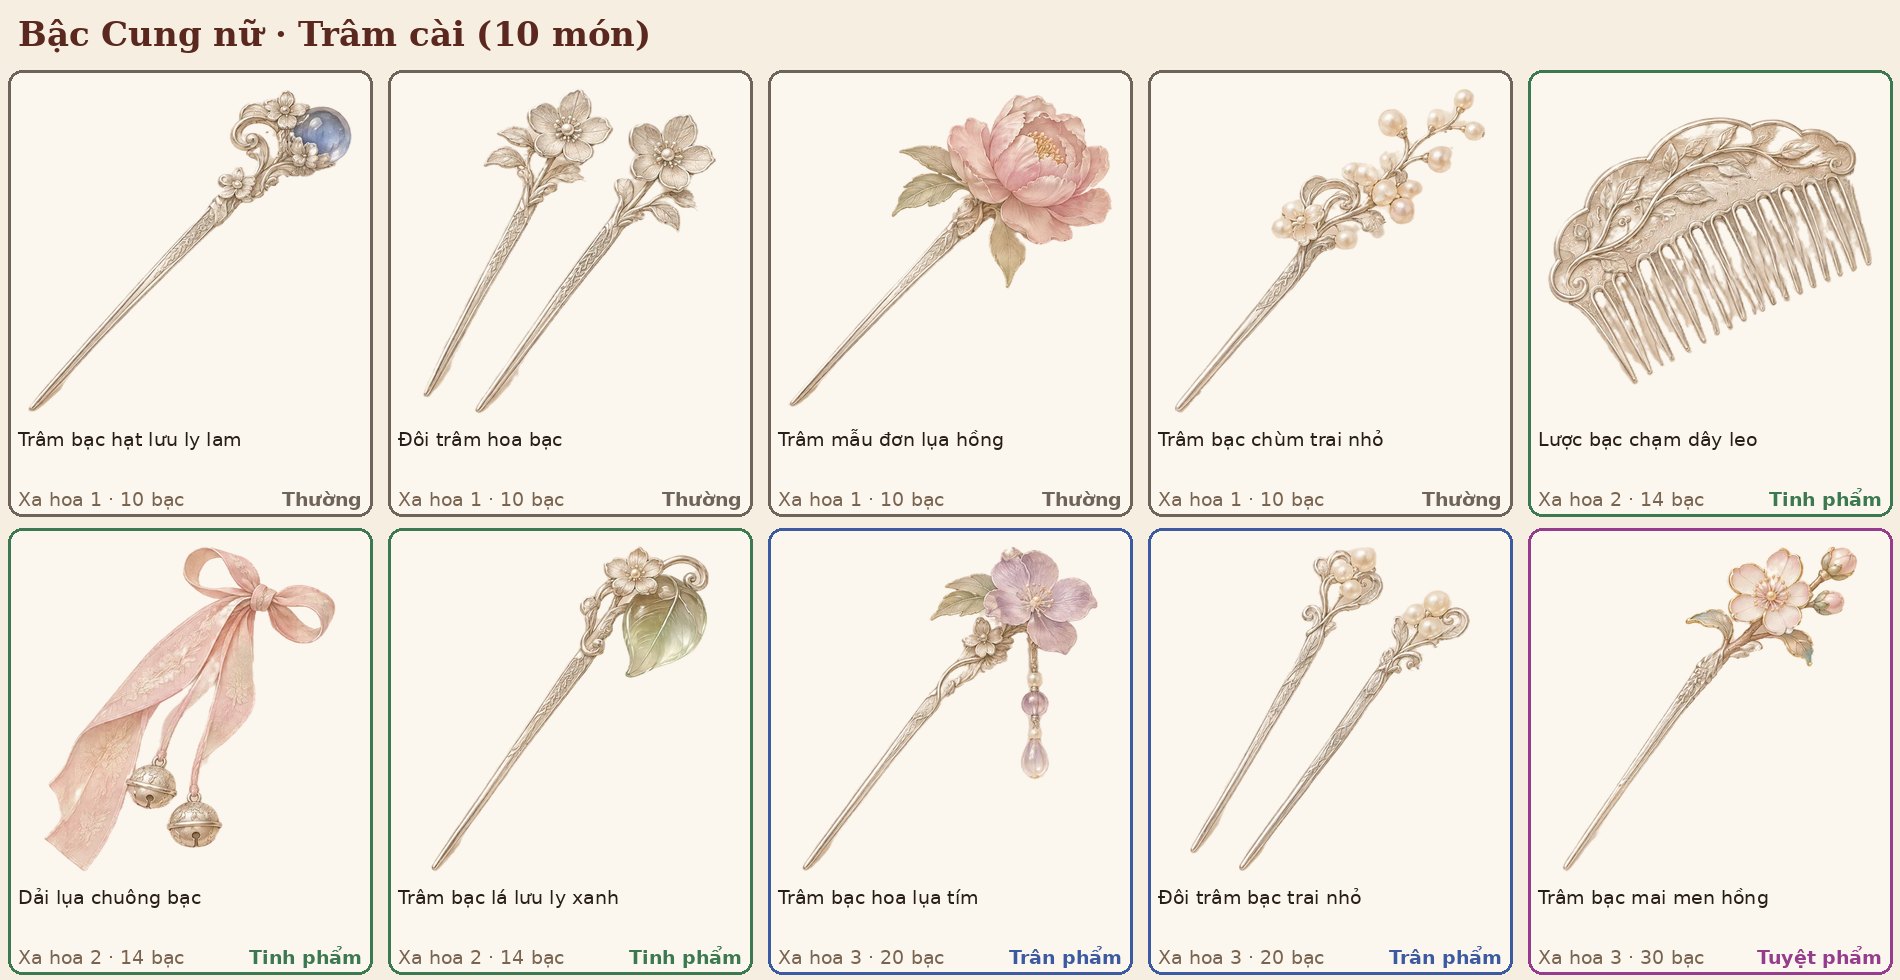 Bậc Cung nữ · Trâm cài (10 món)
Trâm bạc hạt lưu ly lam
Xa hoa 1 · 10 bạc Thường
Đôi trâm hoa bạc
Xa hoa 1 · 10 bạc Thường
Trâm mẫu đơn lụa hồng
Xa hoa 1 · 10 bạc Thường
Trâm bạc chùm trai nhỏ
Xa hoa 1 · 10 bạc Thường
Lược bạc chạm dây leo
Xa hoa 2 · 14 bạc Tinh phẩm
Dải lụa chuông bạc
Xa hoa 2 · 14 bạc Tinh phẩm
Trâm bạc lá lưu ly xanh
Xa hoa 2 · 14 bạc Tinh phẩm
Trâm bạc hoa lụa tím
Xa hoa 3 · 20 bạc Trân phẩm
Đôi trâm bạc trai nhỏ
Xa hoa 3 · 20 bạc Trân phẩm
Trâm bạc mai men hồng
Xa hoa 3 · 30 bạc Tuyệt phẩm